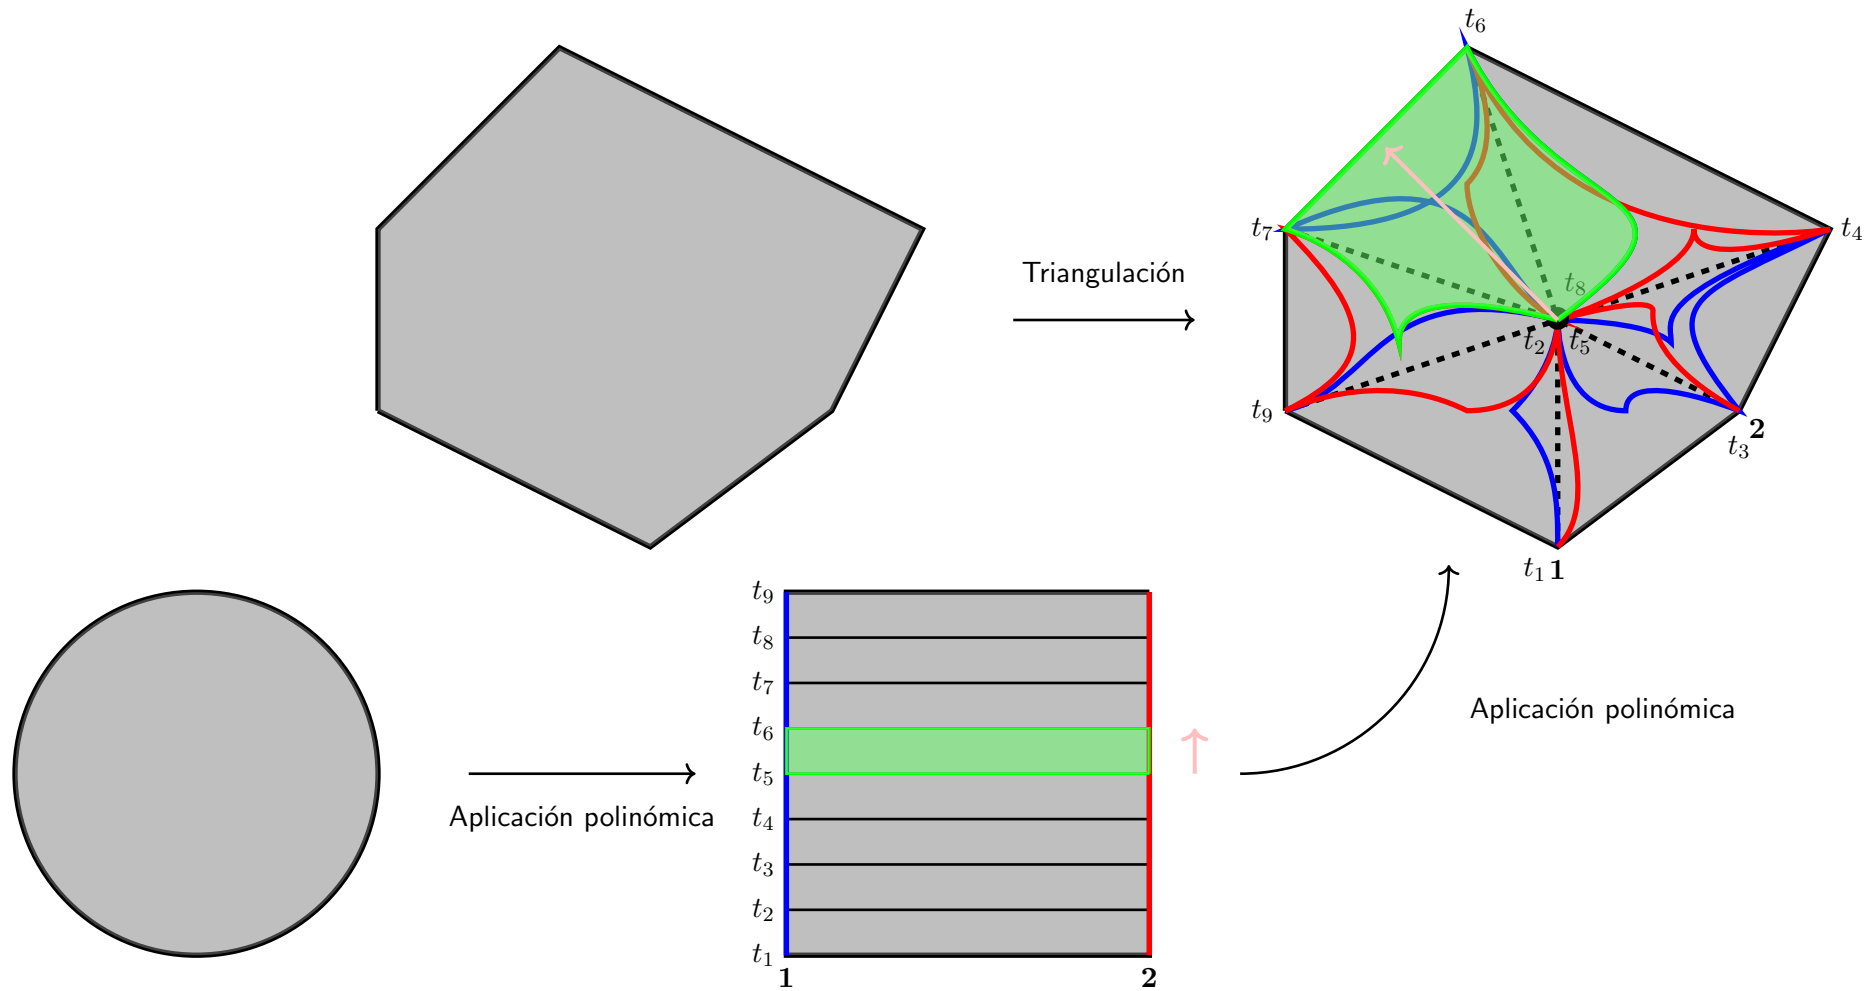 t₆
t₇
t₄
Triangulación
t₈
t₂ t₅
t₉
2
t₃
t₁ 1
t₉
t₈
t₇
t₆
t₅
t₄
t₃
t₂
t₁
1 2
Aplicación polinómica
Aplicación polinómica